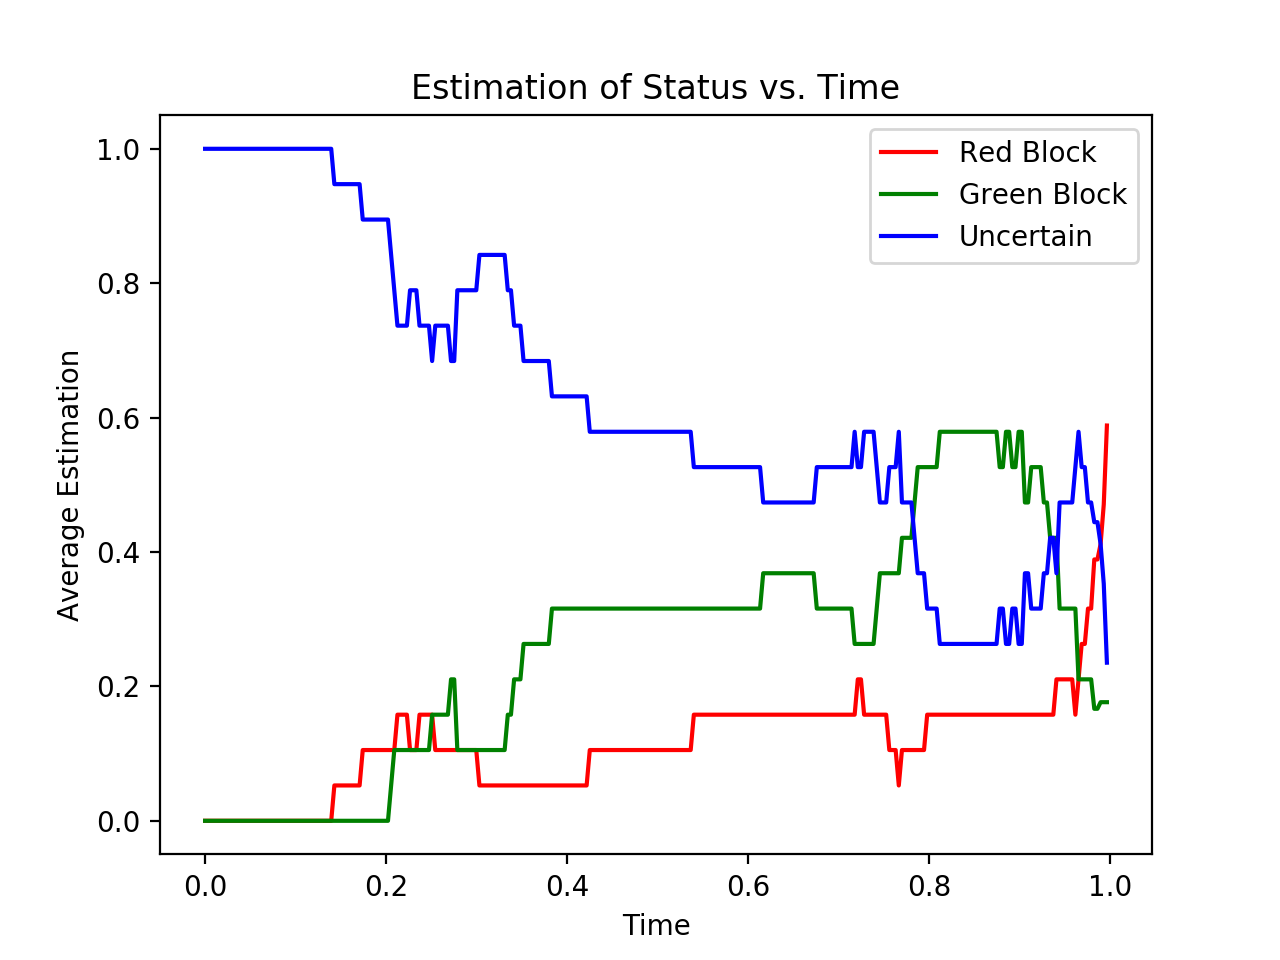 Estimation of Status vs. Time
Red Block
Green Block
Uncertain
Average Estimation
1.0
0.8
0.6
0.4
0.2
0.0
0.0 0.2 0.4 0.6 0.8 1.0
Time